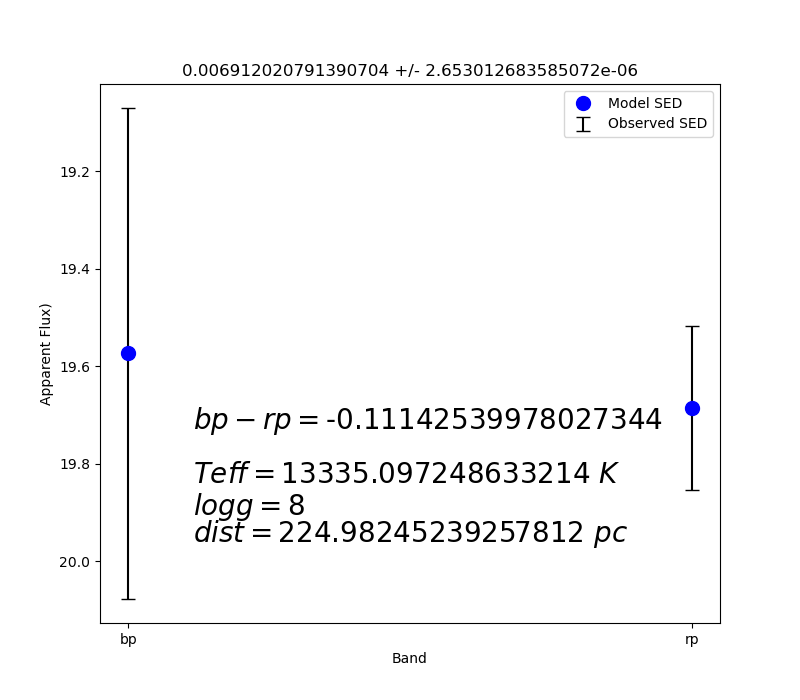 0.006912020791390704 +/- 2.653012683585072e-06
Model SED
Observed SED
19.2
19.4
19.6
19.8
20.0
Apparent Flux)
bp − rp = -0.11142539978027344
Teff = 13335.097248633214 K
logg = 8
dist = 224.98245239257812 pc
bp
rp
Band